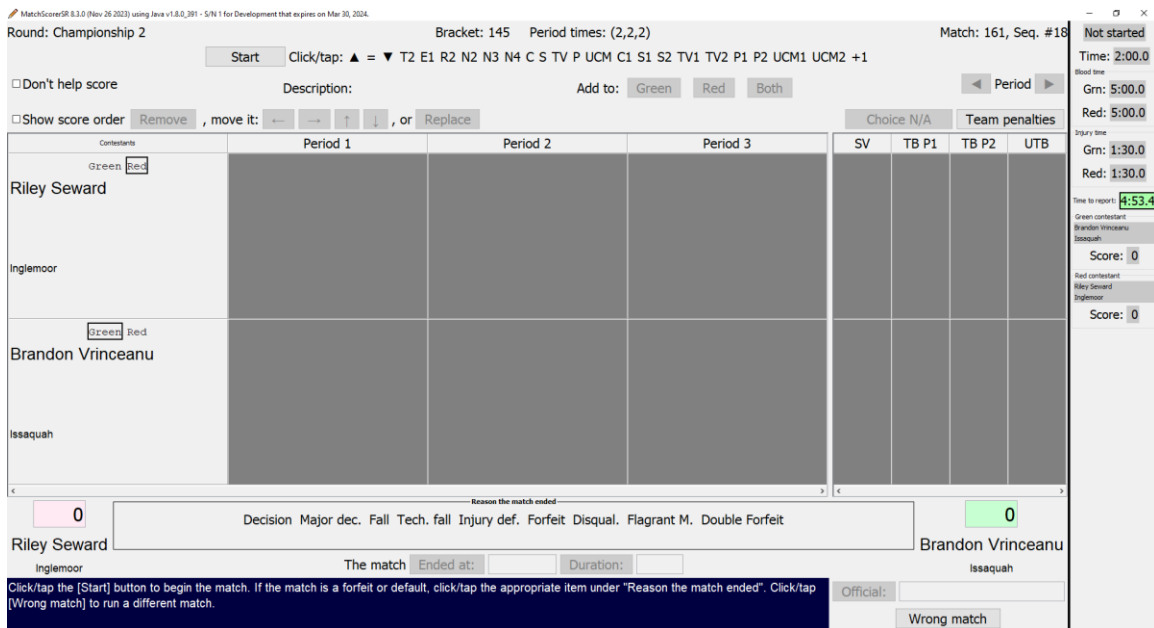 MatchScorerSR 8.3.0 (Nov 26 2023) using Java v1.8.0_391 - S/N 1 for Development that expires on Mar 30, 2024.
Round: Championship 2 Bracket: 145 Period times: (2,2,2) Match: 161, Seq. #18
Start Click/tap: ▲ = ▼ T2 E1 R2 N2 N3 N4 C S TV P UCM C1 S1 S2 TV1 TV2 P1 P2 UCM1 UCM2 +1
Don't help score Description: Add to: Green Red Both ◀ Period ▶
Show score order Remove , move it: ← → ↑ ↓ , or Replace Choice N/A Team penalties
Contestants Period 1 Period 2 Period 3 SV TB P1 TB P2 UTB
Green Red
Riley Seward
Inglemoor
Green Red
Brandon Vrinceanu
Issaquah
Reason the match ended
0 Decision Major dec. Fall Tech. fall Injury def. Forfeit Disqual. Flagrant M. Double Forfeit 0
Riley Seward Brandon Vrinceanu
Inglemoor The match Ended at: Duration: Issaquah
Click/tap the [Start] button to begin the match. If the match is a forfeit or default, click/tap the appropriate item under "Reason the match ended". Click/tap
[Wrong match] to run a different match.
Official:
Wrong match
Not started
Time: 2:00.0
Blood time
Grn: 5:00.0
Red: 5:00.0
Injury time
Grn: 1:30.0
Red: 1:30.0
Time to report: 4:53.4
Green contestant
Brandon Vrinceanu
Issaquah
Score: 0
Red contestant
Riley Seward
Inglemoor
Score: 0